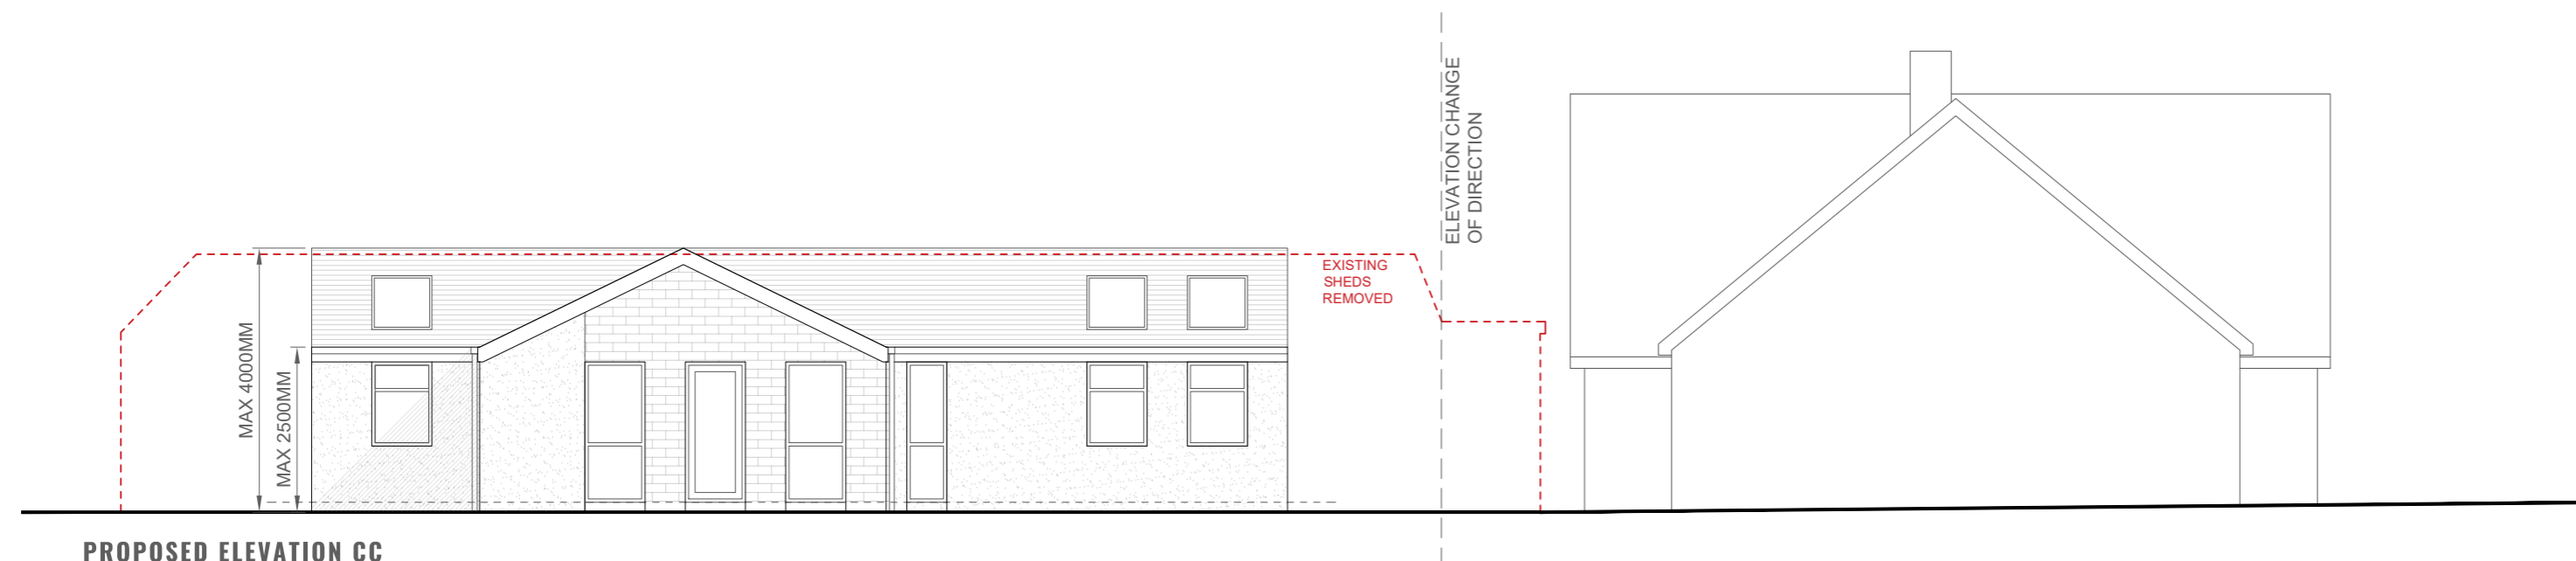 MAX 4000MM
MAX 2500MM
EXISTING
SHEDS
REMOVED
ELEVATION CHANGE
OF DIRECTION
PROPOSED ELEVATION CC